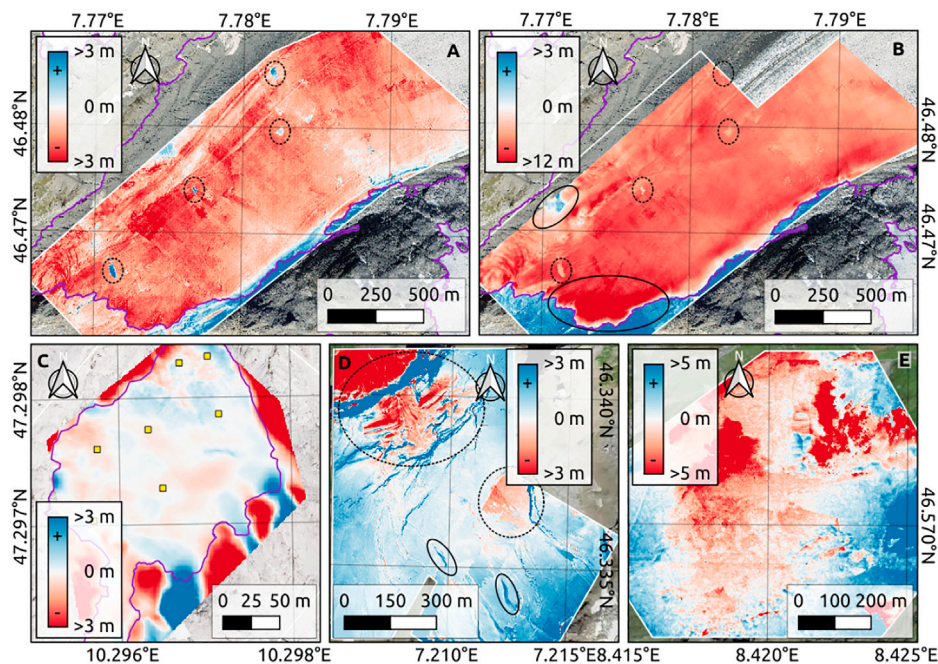 7.77°E 7.78°E 7.79°E 7.77°E 7.78°E 7.79°E
>3 m
+
0 m
-
>3 m
N
A
>3 m
+
0 m
-
>12 m
N
B
46.48°N
46.47°N
46.48°N
46.47°N
0 250 500 m
0 250 500 m
C
N
47.298°N
47.297°N
>3 m
+
0 m
-
>3 m
0 25 50 m
D
N
>3 m
+
0 m
-
>3 m
46.340°N
46.335°N
0 150 300 m
>5 m
+
0 m
-
>5 m
N
E
46.570°N
0 100 200 m
10.296°E 10.298°E 7.210°E 7.215°E 8.415°E 8.420°E 8.425°E